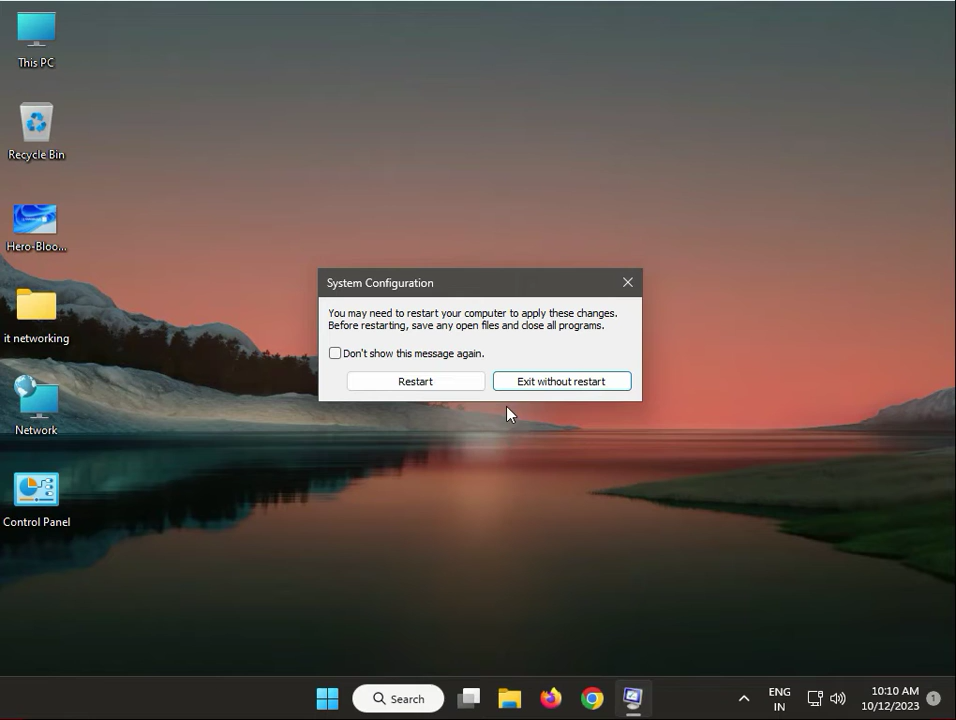 This PC
Recycle Bin
Hero-Bloo...
it networking
Network
Control Panel
System Configuration
You may need to restart your computer to apply these changes.
Before restarting, save any open files and close all programs.
Don't show this message again.
Restart
Exit without restart
Search
ENG
IN
10:10 AM
10/12/2023
1